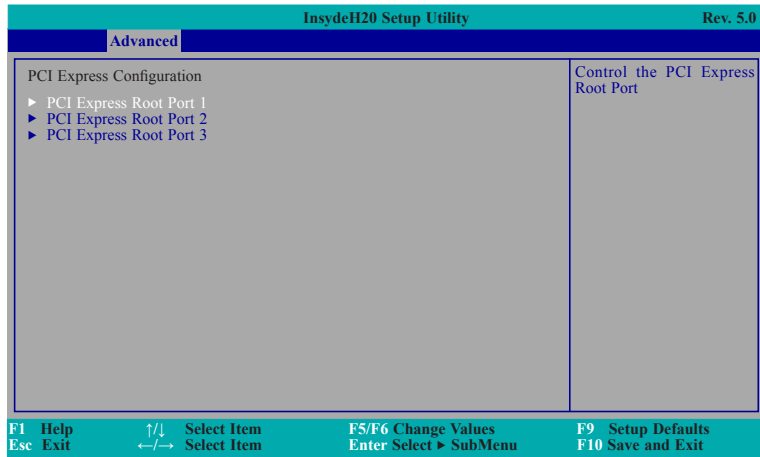 InsydeH20 Setup Utility Rev. 5.0
Advanced
PCI Express Configuration
► PCI Express Root Port 1
► PCI Express Root Port 2
► PCI Express Root Port 3
Control the PCI Express
Root Port
F1 Help ↑/↓ Select Item F5/F6 Change Values F9 Setup Defaults
Esc Exit ←/→ Select Item Enter Select ► SubMenu F10 Save and Exit